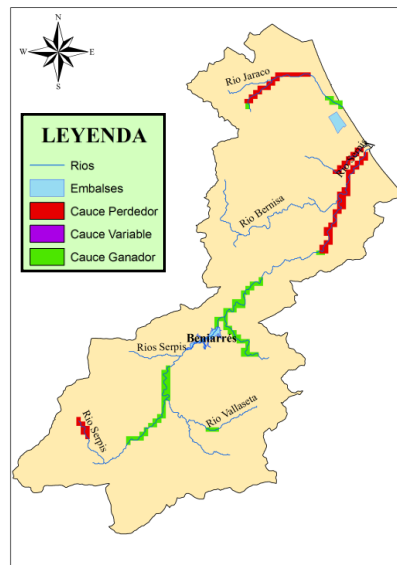 N
W
E
S
Rio Jaraco
LEYENDA
Rios
Embalses
Cauce Perdedor
Cauce Variable
Cauce Ganador
Rio Bernisa
Beniarrés
Rios Serpis
Rio Vallaseta
Rio Serpis